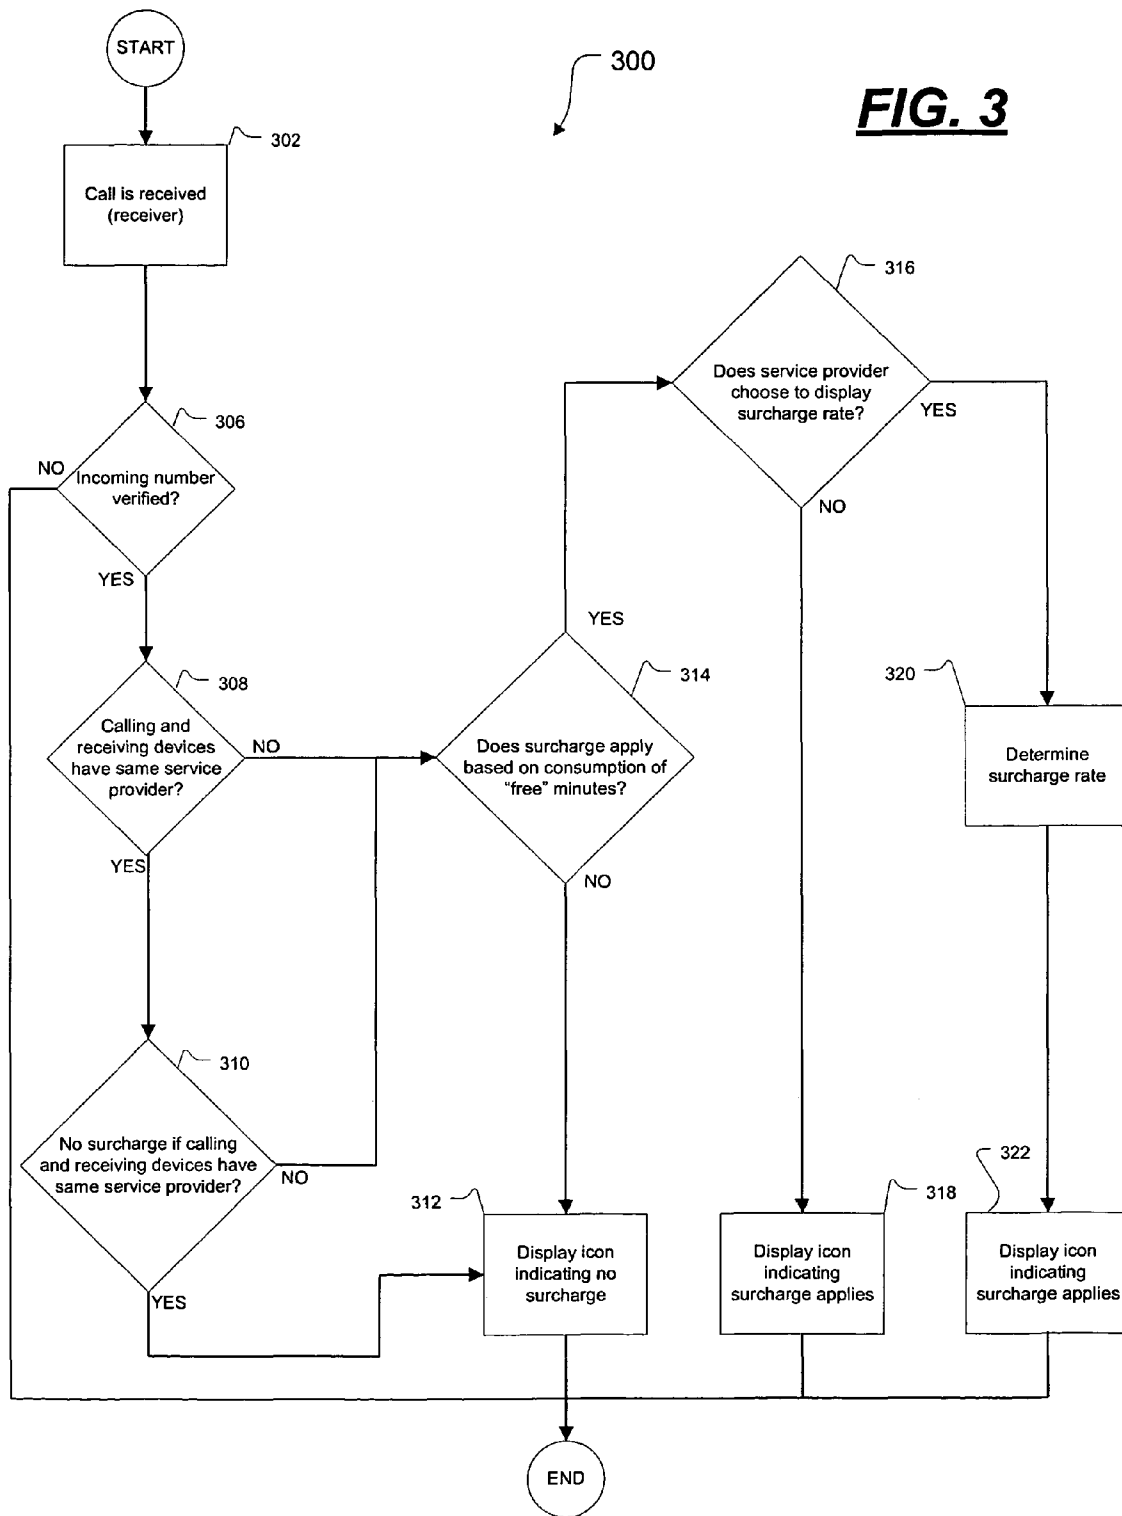 START
300
FIG. 3
302
Call is received
(receiver)
316
Does service provider
choose to display
surcharge rate?
YES
NO
306
NO
Incoming number
verified?
YES
308
Calling and
receiving devices
have same service
provider?
NO
YES
YES
314
Does surcharge apply
based on consumption of
"free" minutes?
NO
320
Determine
surcharge rate
310
No surcharge if calling
and receiving devices have
same service provider?
NO
YES
312
Display icon
indicating no
surcharge
318
Display icon
indicating
surcharge applies
322
Display icon
indicating
surcharge applies
END